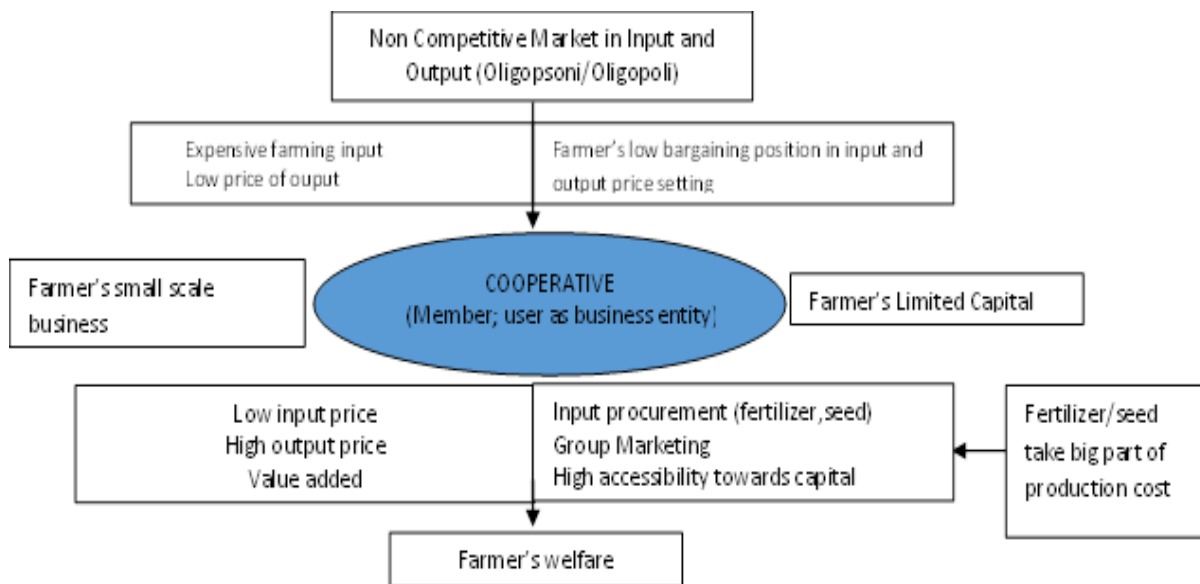 Non Competitive Market in Input and
Output (Oligopsoni/Oligopoli)
Expensive farming input
Low price of ouput
Farmer's low bargaining position in input and
output price setting
Farmer's small scale
business
COOPERATIVE
(Member; user as business entity)
Farmer's Limited Capital
Low input price
High output price
Value added
Input procurement (fertilizer,seed)
Group Marketing
High accessibility towards capital
Fertilizer/seed
take big part of
production cost
Farmer's welfare